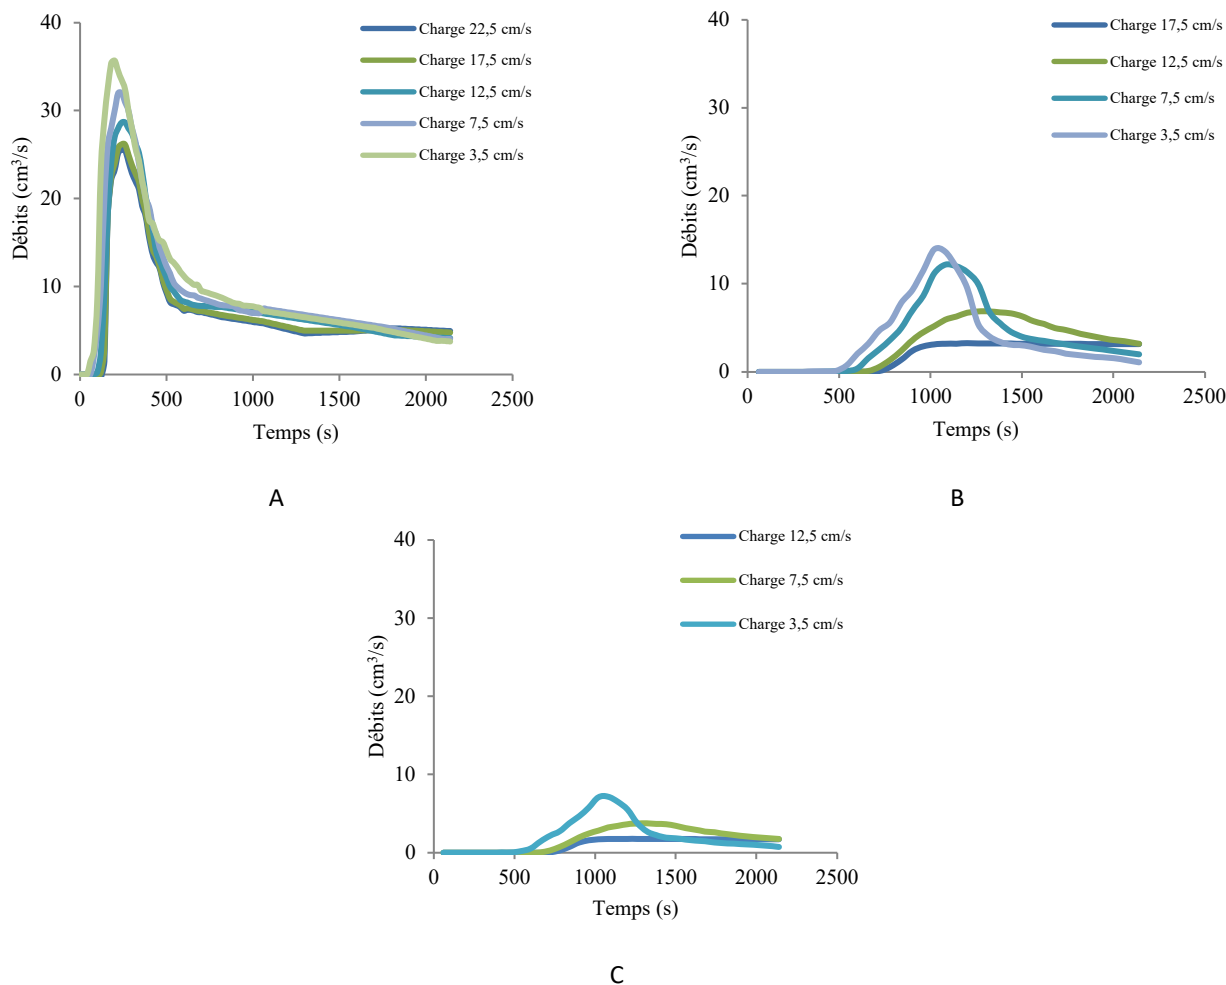 40
30
20
10
0
Débits (cm³/s)
0 500 1000 1500 2000 2500
Temps (s)
Charge 22,5 cm/s
Charge 17,5 cm/s
Charge 12,5 cm/s
Charge 7,5 cm/s
Charge 3,5 cm/s
A
40
30
20
10
0
Débits (cm³/s)
0 500 1000 1500 2000 2500
Temps (s)
Charge 17,5 cm/s
Charge 12,5 cm/s
Charge 7,5 cm/s
Charge 3,5 cm/s
B
40
30
20
10
0
Débits (cm³/s)
0 500 1000 1500 2000 2500
Temps (s)
Charge 12,5 cm/s
Charge 7,5 cm/s
Charge 3,5 cm/s
C